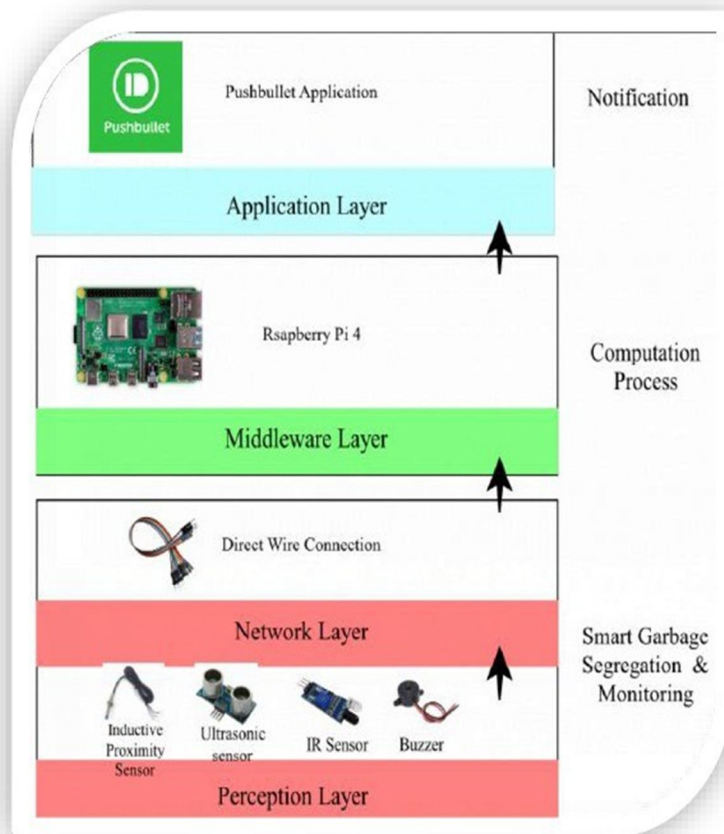 Pushbullet
Pushbullet Application
Notification
Application Layer
Rsapberry Pi 4
Computation
Process
Middleware Layer
Direct Wire Connection
Network Layer
Smart Garbage
Segregation &
Monitoring
Inductive
Proximity
Sensor
Ultrasonic
sensor
IR Sensor
Buzzer
Perception Layer